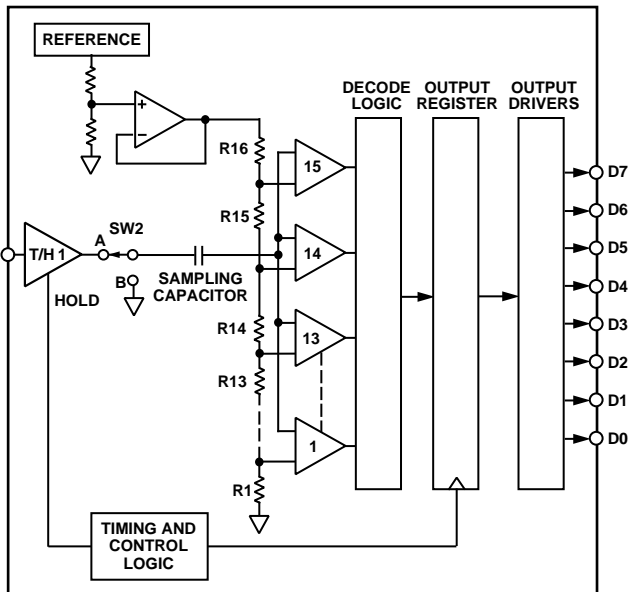 REFERENCE
DECODE
LOGIC
OUTPUT
REGISTER
OUTPUT
DRIVERS
+
−
R16
15
D7
R15
D6
SW2
A
T/H 1
14
D5
B
SAMPLING
CAPACITOR
D4
HOLD
R14
13
D3
R13
D2
D1
1
D0
R1
TIMING AND
CONTROL
LOGIC